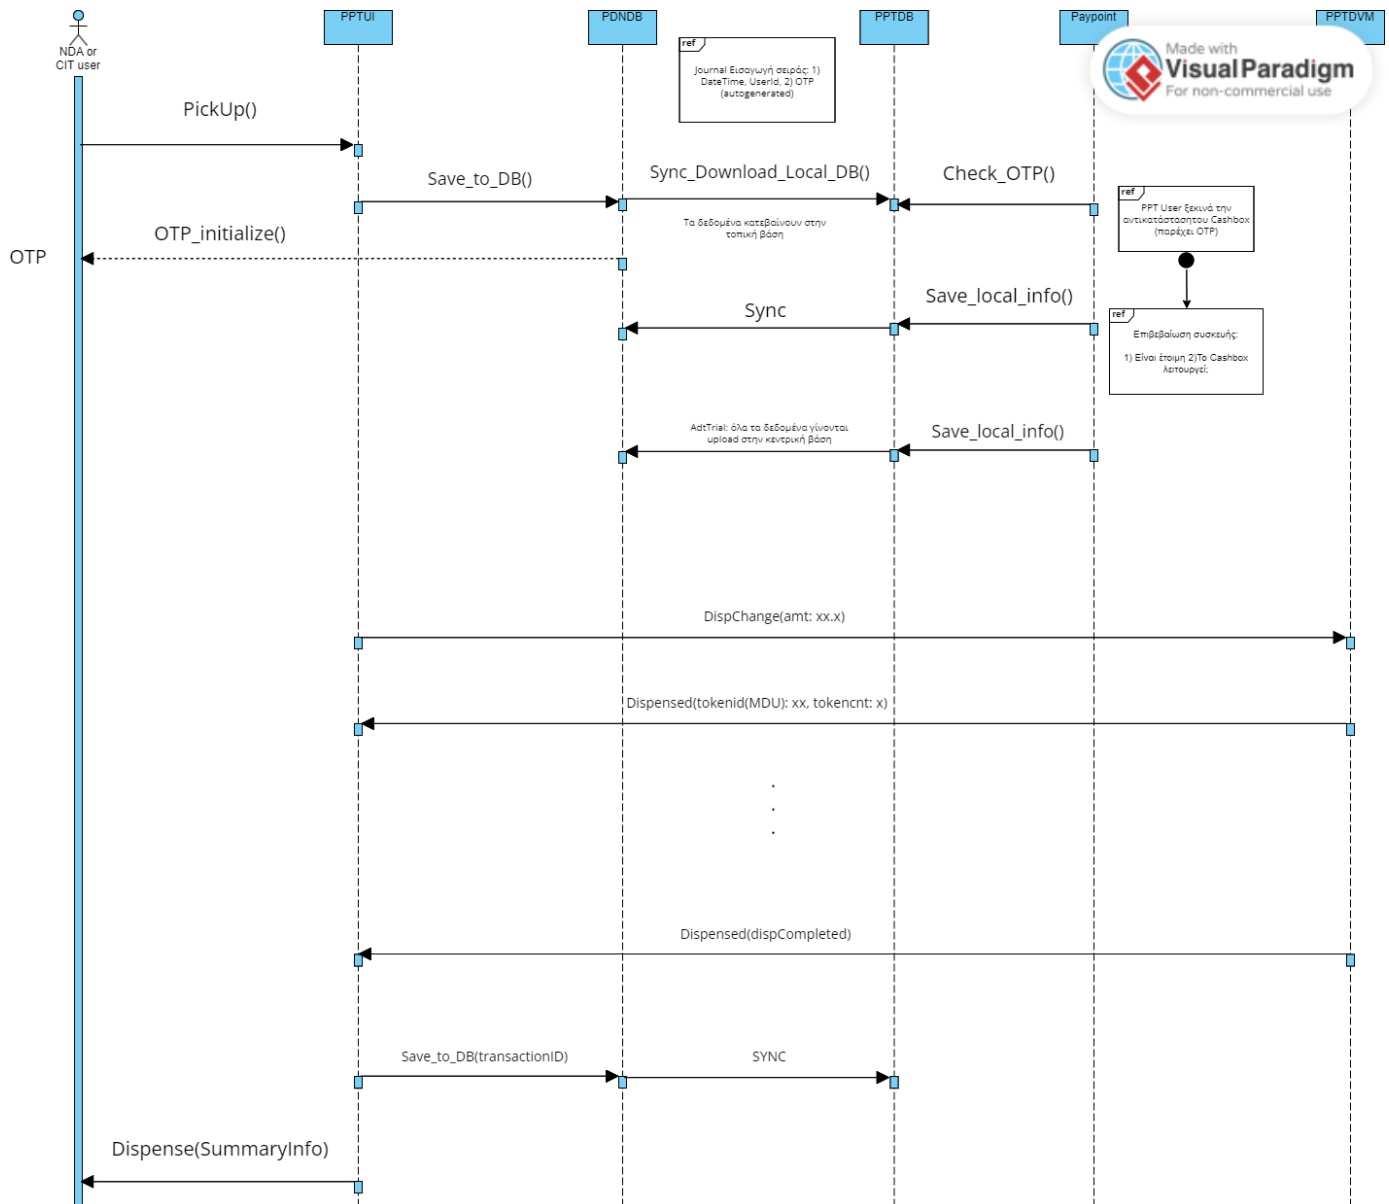 PPTUI
PDNDB
PPTDB
Paypoint
PPTDVM
NDA or
CIT user
ref
Journal Εισαγωγή σειράς: 1)
DateTime, UserId, 2) OTP
(autogenerated)
Made with
Visual Paradigm
For non-commercial use
PickUp()
Save_to_DB()
Sync_Download_Local_DB()
Check_OTP()
ref
PPT User ξεκινά την
αντικατάστασητου Cashbox
(παρέχει OTP)
Τα δεδομένα κατεβαίνουν στην
τοπική βάση
OTP_initialize()
OTP
Sync
Save_local_info()
ref
Επιβεβαίωση συσκευής:
1) Είναι έτοιμη 2)Το Cashbox
λειτουργεί;
AdtTrial: όλα τα δεδομένα γίνονται
upload στην κεντρική βάση
Save_local_info()
DispChange(amt: xx.x)
Dispensed(tokenid(MDU): xx, tokencnt: x)
.
.
.
Dispensed(dispCompleted)
Save_to_DB(transactionID)
SYNC
Dispense(SummaryInfo)